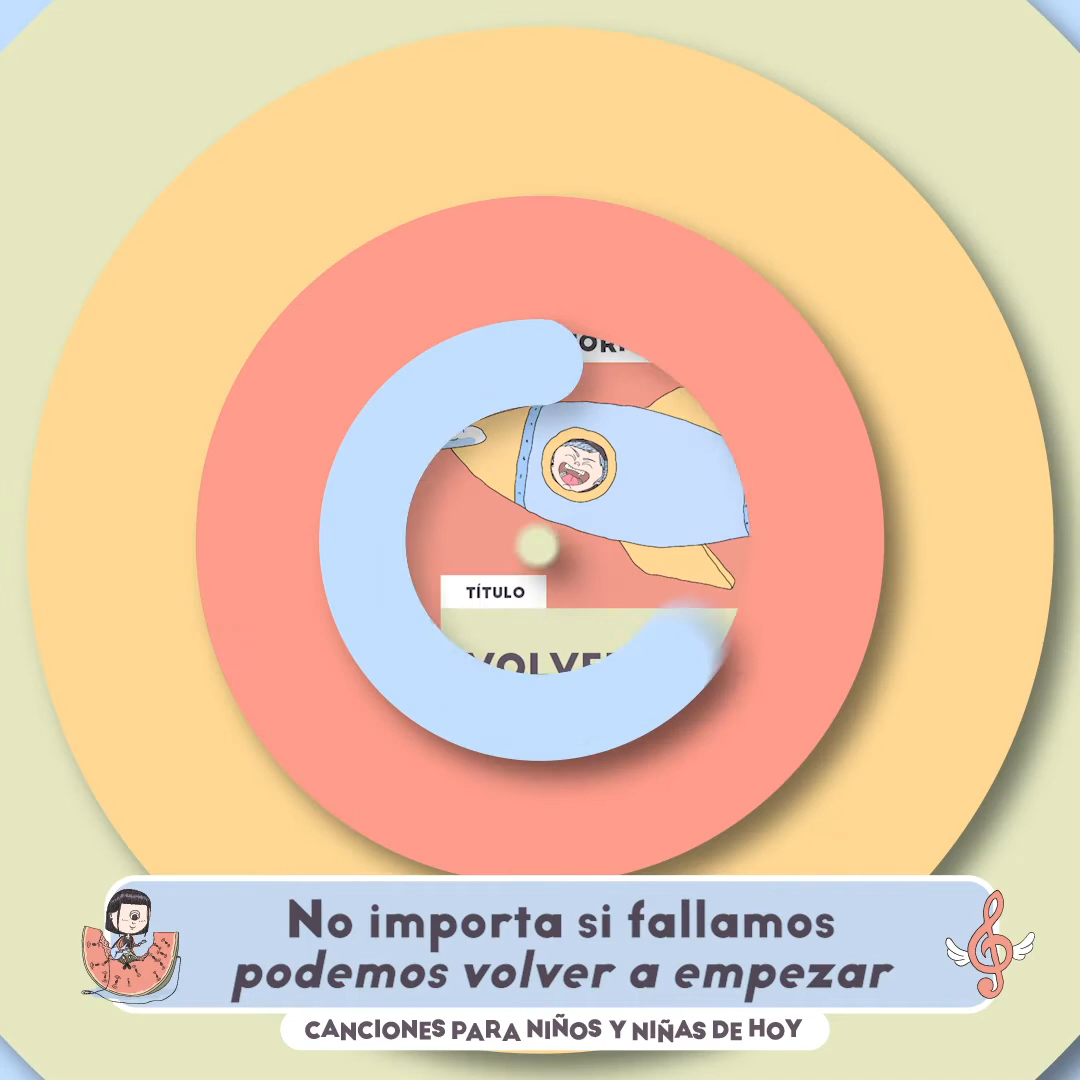 TÍTULO
No importa si fallamos
podemos volver a empezar
CANCIONES PARA NIÑOS Y NIÑAS DE HOY